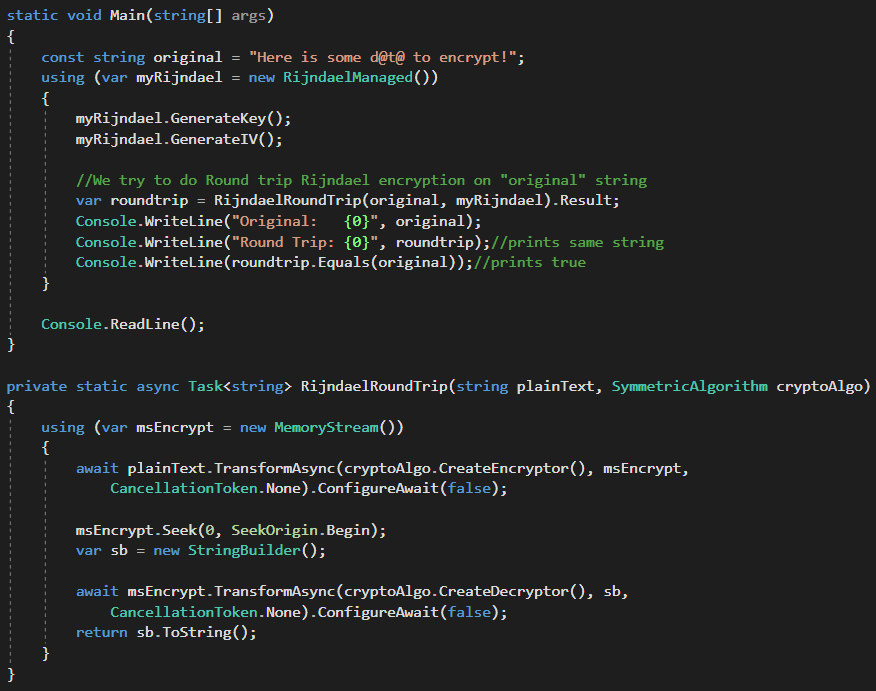 static void Main(string[] args)
{
    const string original = "Here is some d@t@ to encrypt!";
    using (var myRijndael = new RijndaelManaged())
    {
        myRijndael.GenerateKey();
        myRijndael.GenerateIV();

        //We try to do Round trip Rijndael encryption on "original" string
        var roundtrip = RijndaelRoundTrip(original, myRijndael).Result;
        Console.WriteLine("Original:   {0}", original);
        Console.WriteLine("Round Trip: {0}", roundtrip);//prints same string
        Console.WriteLine(roundtrip.Equals(original));//prints true
    }

    Console.ReadLine();
}

private static async Task<string> RijndaelRoundTrip(string plainText, SymmetricAlgorithm cryptoAlgo)
{
    using (var msEncrypt = new MemoryStream())
    {
        await plainText.TransformAsync(cryptoAlgo.CreateEncryptor(), msEncrypt,
            CancellationToken.None).ConfigureAwait(false);

        msEncrypt.Seek(0, SeekOrigin.Begin);
        var sb = new StringBuilder();

        await msEncrypt.TransformAsync(cryptoAlgo.CreateDecryptor(), sb,
            CancellationToken.None).ConfigureAwait(false);
        return sb.ToString();
    }
}